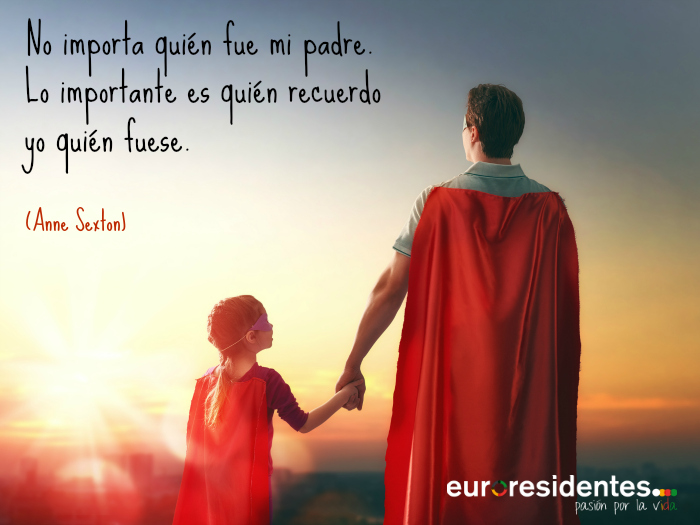 No importa quién fue mi padre.
Lo importante es quién recuerdo
yo quién fuese.
(Anne Sexton)
euroresidentes...
pasión por la vida